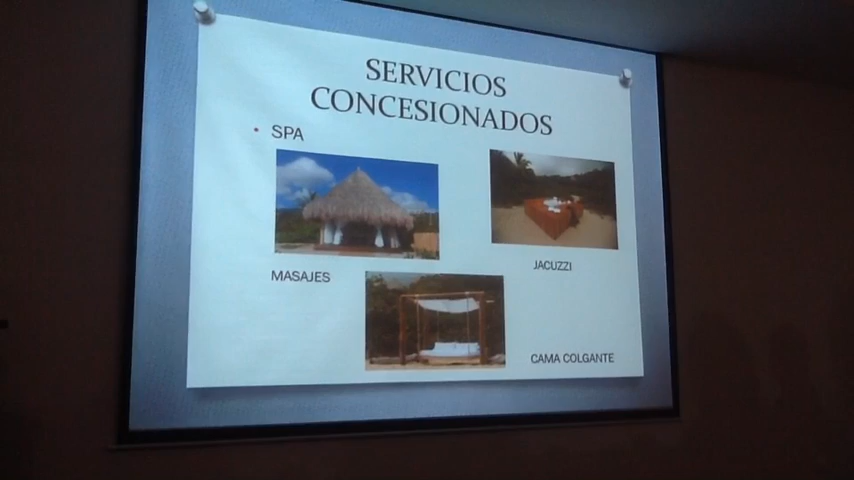 SERVICIOS
CONCESIONADOS
• SPA
MASAJES
JACUZZI
CAMA COLGANTE